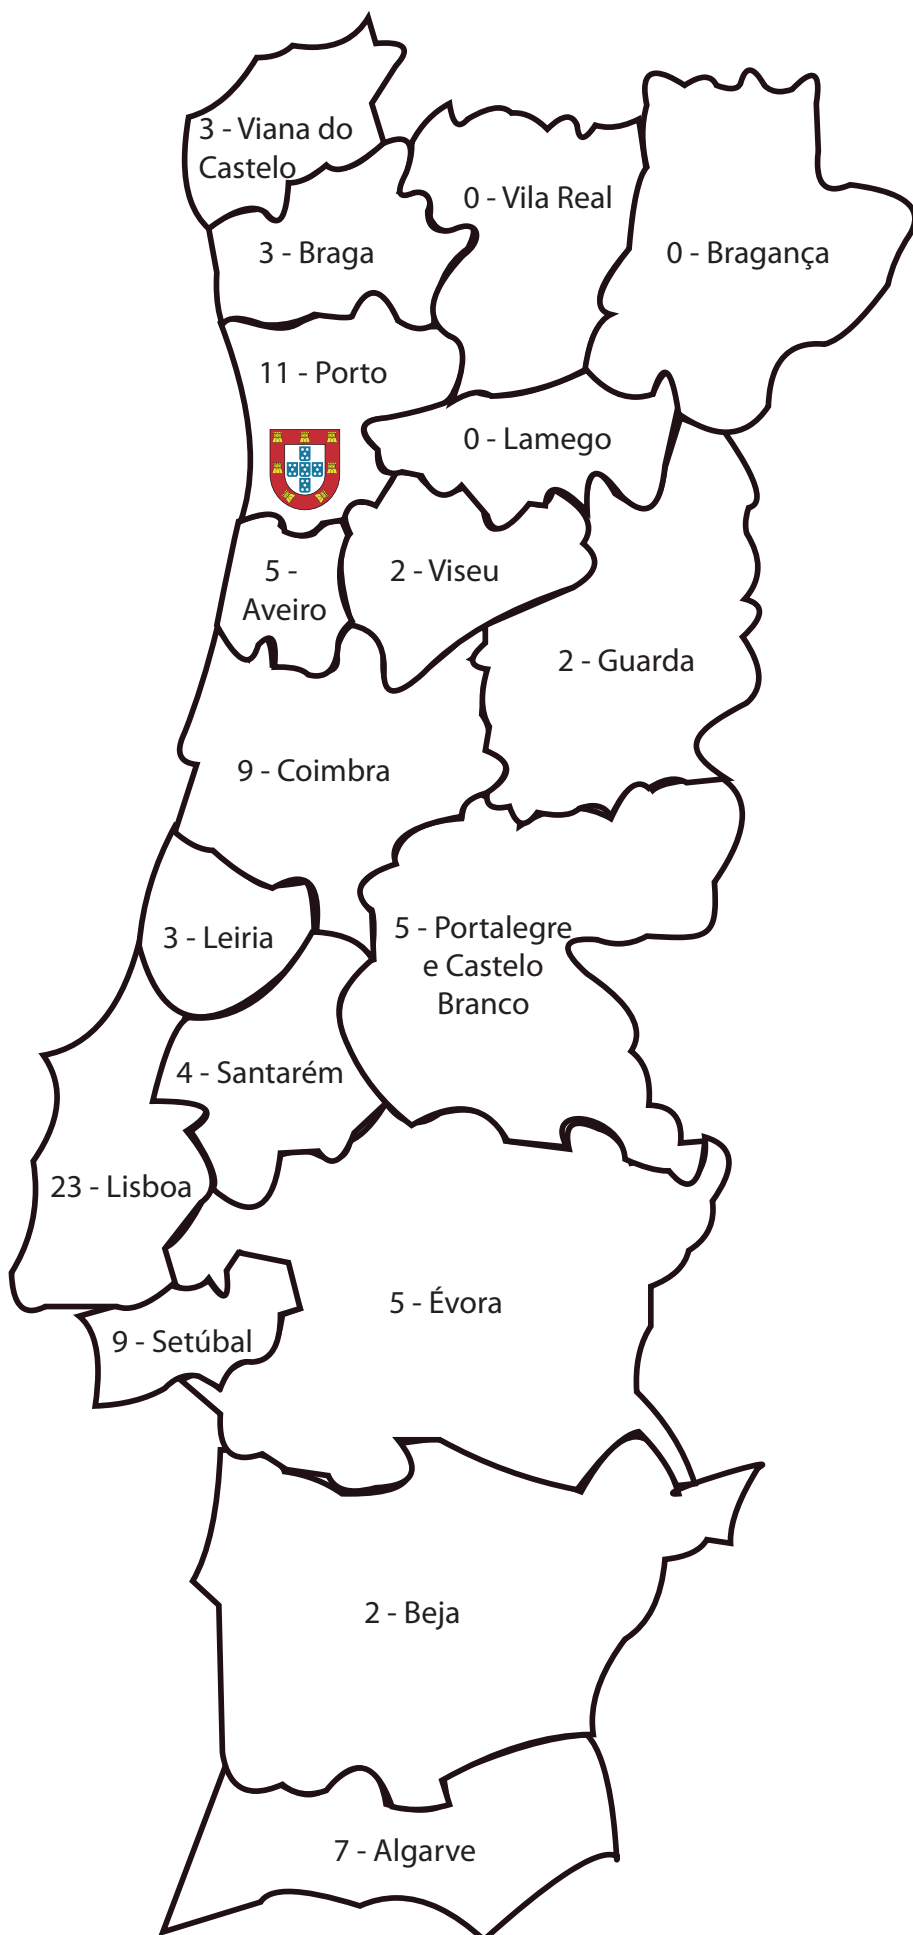 3 - Viana do
Castelo
0 - Vila Real
3 - Braga
0 - Bragança
11 - Porto
0 - Lamego
5 -
Aveiro
2 - Viseu
2 - Guarda
9 - Coimbra
3 - Leiria
5 - Portalegre
e Castelo
Branco
4 - Santarém
23 - Lisboa
5 - Évora
9 - Setúbal
2 - Beja
7 - Algarve